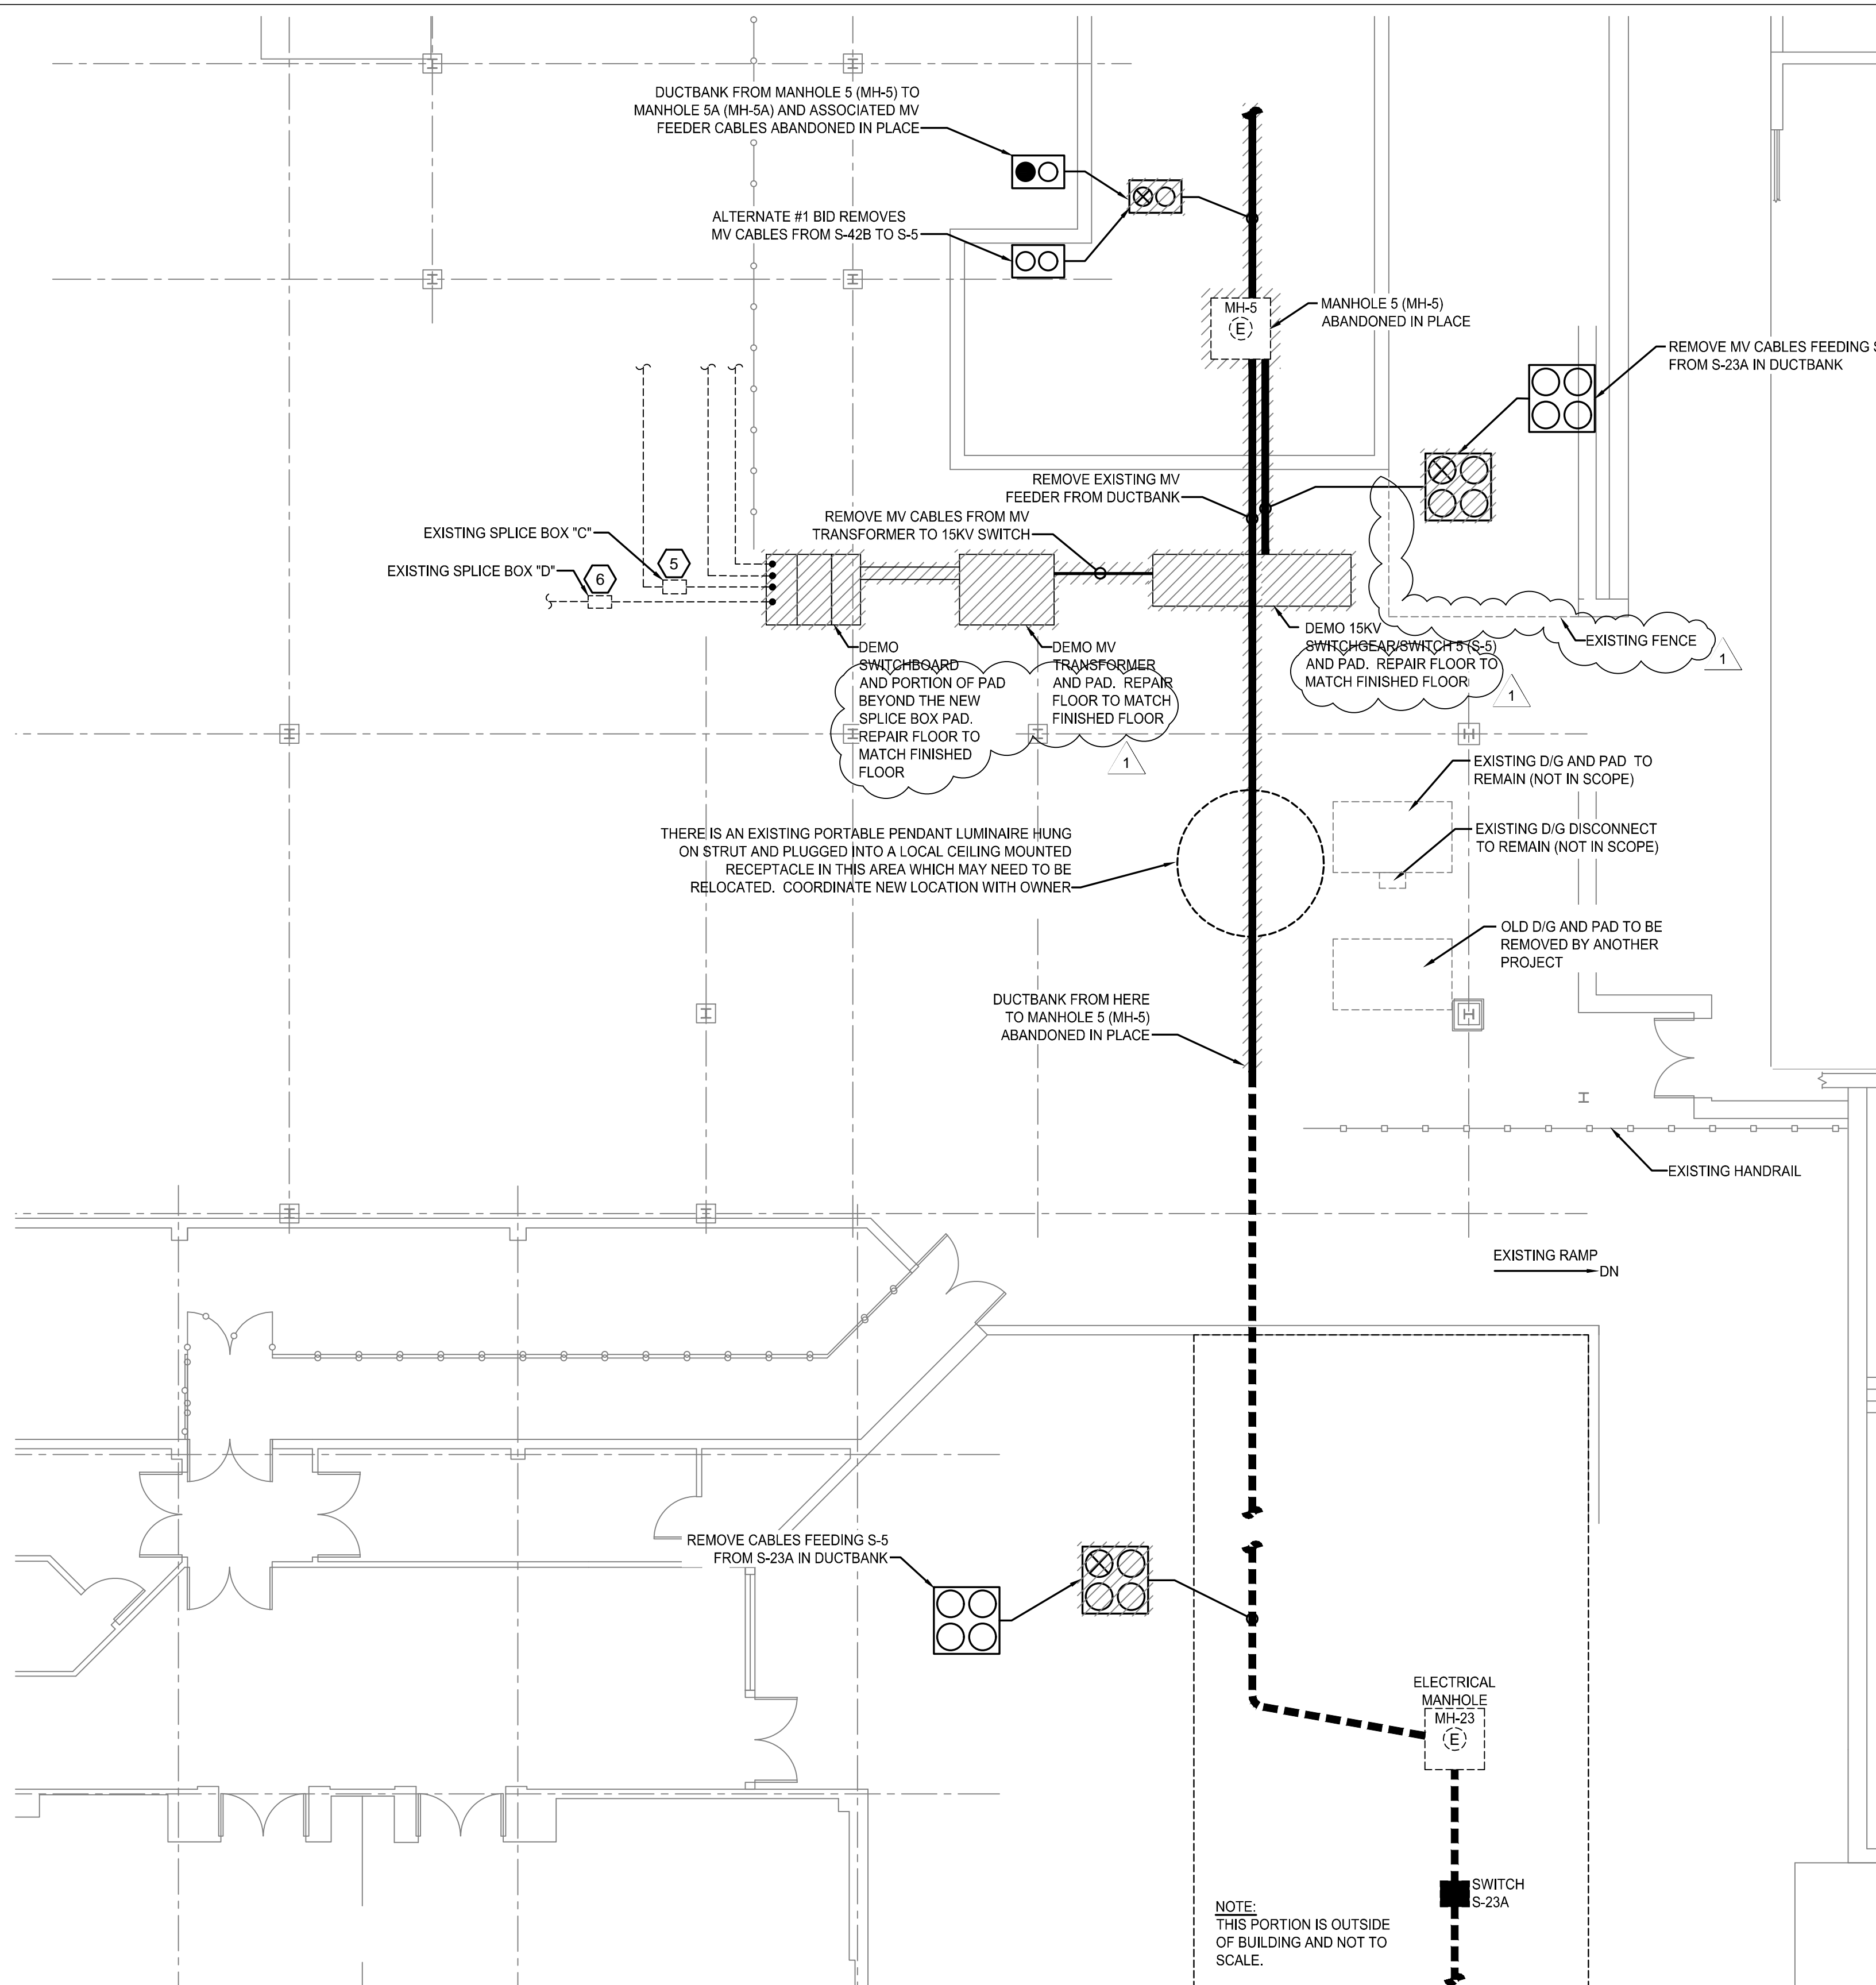 DUCTBANK FROM MANHOLE 5 (MH-5) TO
MANHOLE 5A (MH-5A) AND ASSOCIATED MV
FEEDER CABLES ABANDONED IN PLACE
ALTERNATE #1 BID REMOVES
MV CABLES FROM S-42B TO S-5
MH-5
E
MANHOLE 5 (MH-5)
ABANDONED IN PLACE
REMOVE MV CABLES FEEDING
FROM S-23A IN DUCTBANK
REMOVE EXISTING MV
FEEDER FROM DUCTBANK
REMOVE MV CABLES FROM MV
TRANSFORMER TO 15KV SWITCH
EXISTING SPLICE BOX "C"
5
EXISTING SPLICE BOX "D"
6
DEMO
SWITCHBOARD
AND PORTION OF PAD
BEYOND THE NEW
SPLICE BOX PAD.
REPAIR FLOOR TO
MATCH FINISHED
FLOOR
DEMO MV
TRANSFORMER
AND PAD. REPAIR
FLOOR TO MATCH
FINISHED FLOOR
1
DEMO 15KV
SWITCHGEAR/SWITCH 5 (S-5)
AND PAD. REPAIR FLOOR TO
MATCH FINISHED FLOOR
1
EXISTING FENCE
1
EXISTING D/G AND PAD TO
REMAIN (NOT IN SCOPE)
EXISTING D/G DISCONNECT
TO REMAIN (NOT IN SCOPE)
THERE IS AN EXISTING PORTABLE PENDANT LUMINAIRE HUNG
ON STRUT AND PLUGGED INTO A LOCAL CEILING MOUNTED
RECEPTACLE IN THIS AREA WHICH MAY NEED TO BE
RELOCATED. COORDINATE NEW LOCATION WITH OWNER
OLD D/G AND PAD TO BE
REMOVED BY ANOTHER
PROJECT
DUCTBANK FROM HERE
TO MANHOLE 5 (MH-5)
ABANDONED IN PLACE
EXISTING HANDRAIL
EXISTING RAMP
DN
REMOVE CABLES FEEDING S-5
FROM S-23A IN DUCTBANK
ELECTRICAL
MANHOLE
MH-23
E
SWITCH
S-23A
NOTE:
THIS PORTION IS OUTSIDE
OF BUILDING AND NOT TO
SCALE.